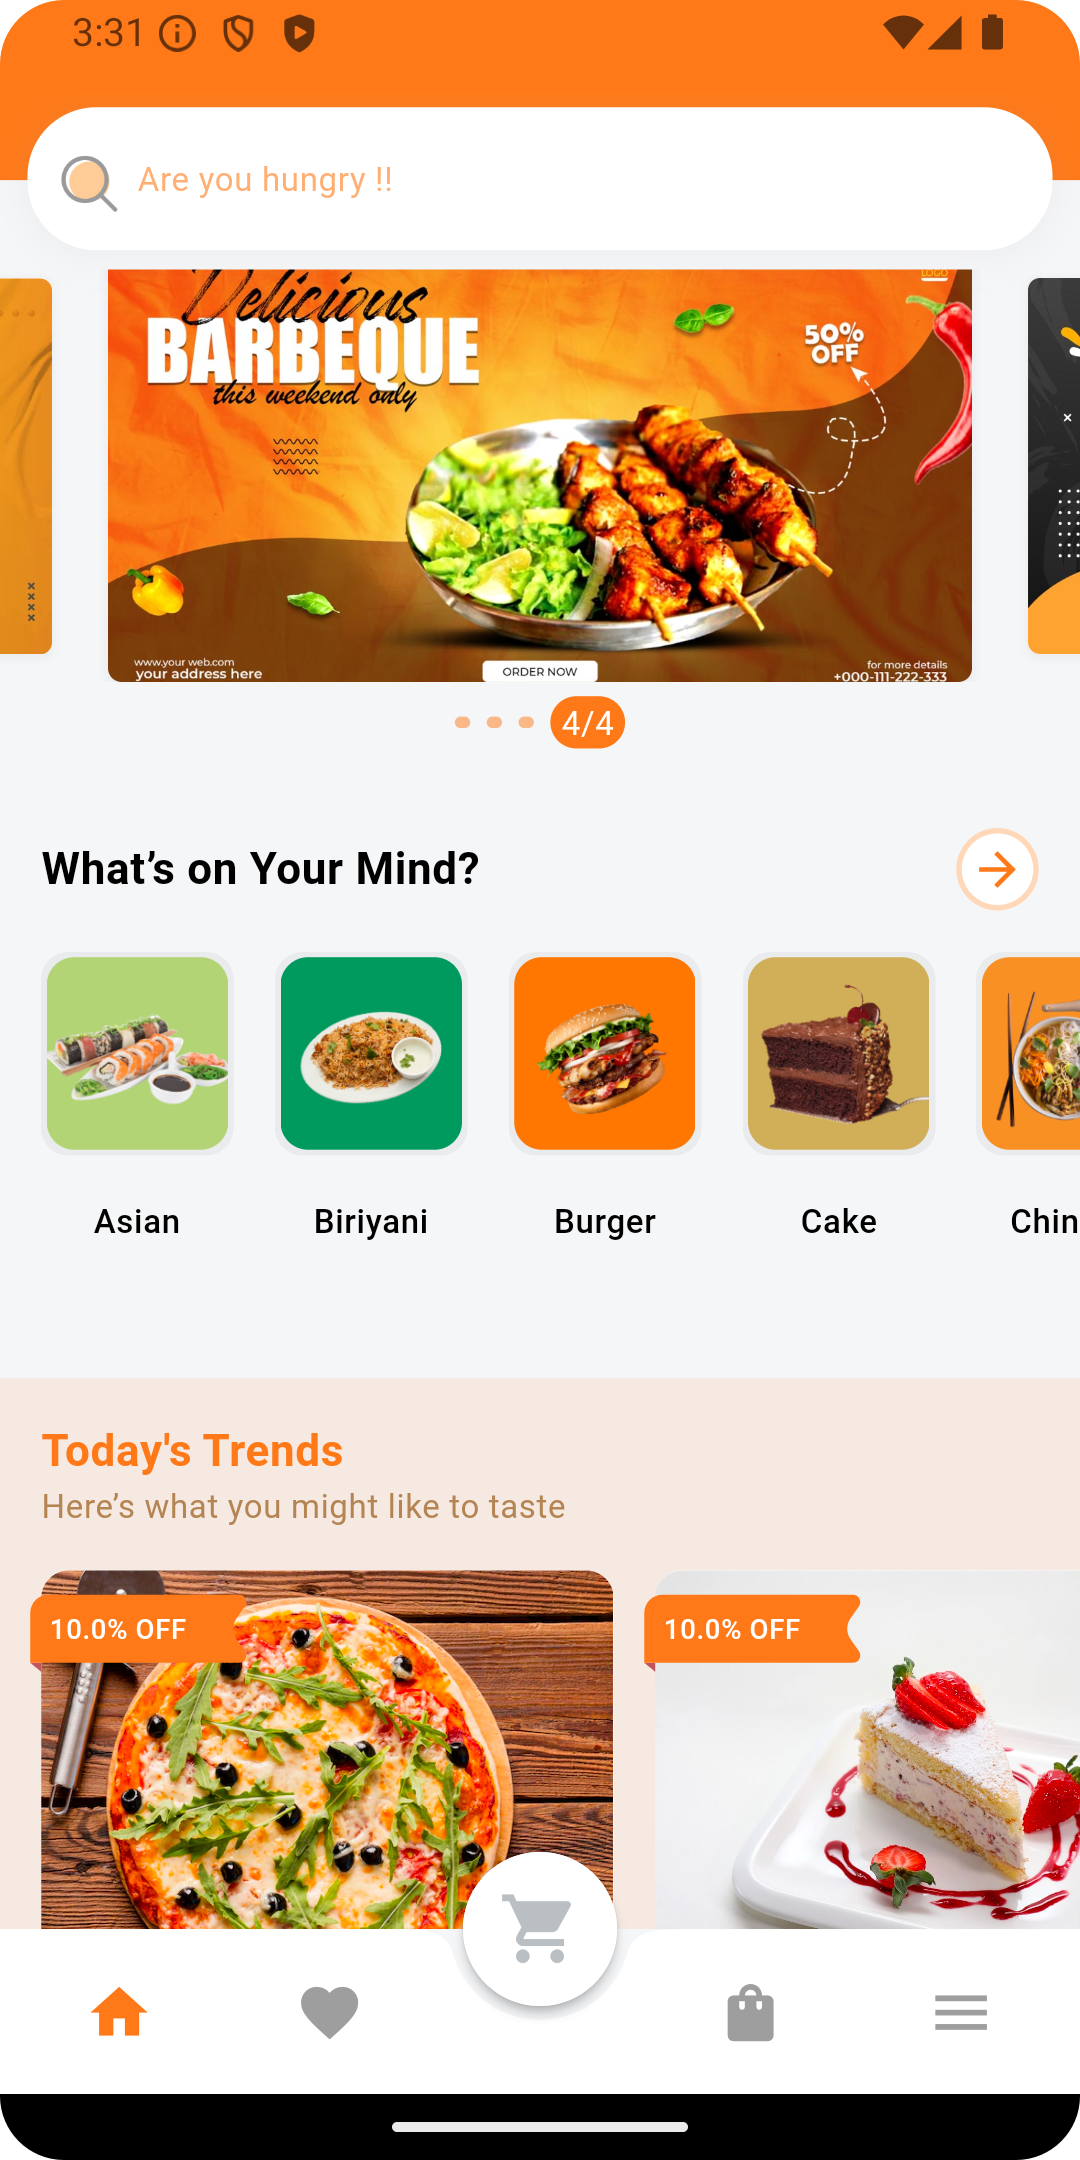 3:31
Are you hungry !!
LOGO
Delicious
BARBEQUE
this weekend only
50%
OFF
www.your web.com
your address here
ORDER NOW
for more details
+000-111-222-333
4/4
What’s on Your Mind?
Asian
Biriyani
Burger
Cake
Chin
Today's Trends
Here’s what you might like to taste
10.0% OFF
10.0% OFF